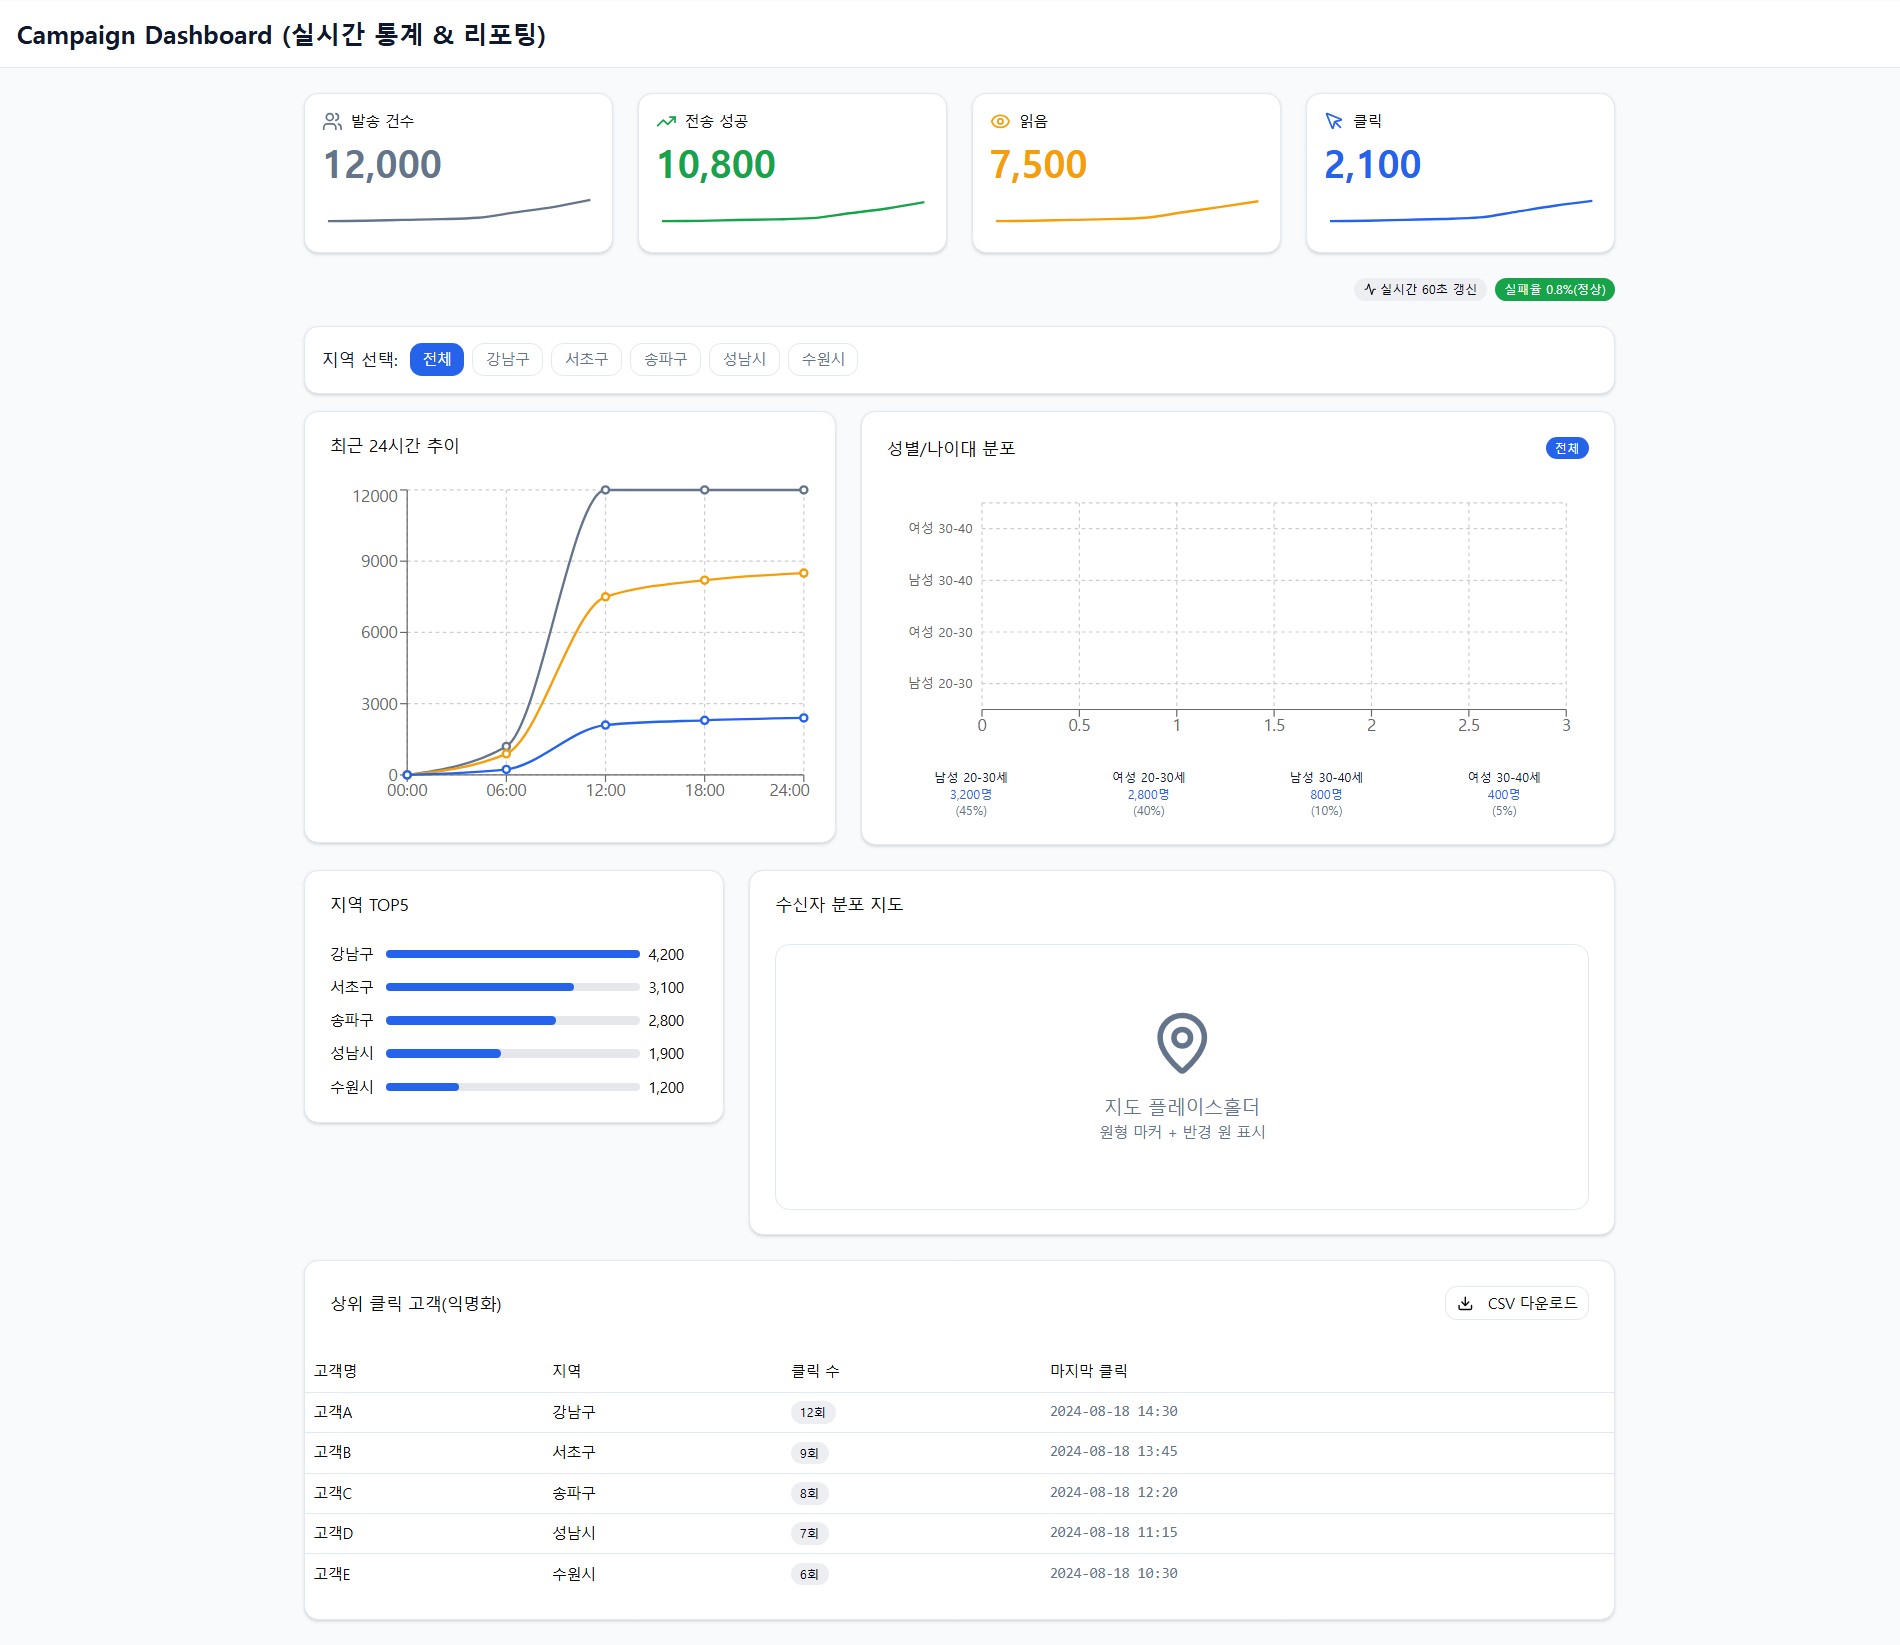 Campaign Dashboard (실시간 통계 & 리포팅)
발송 건수
12,000
전송 성공
10,800
읽음
7,500
클릭
2,100
실시간 60초 갱신
실패율 0.8%(정상)
지역 선택: 전체 강남구 서초구 송파구 성남시 수원시
최근 24시간 추이
12000
9000
6000
3000
0
00:00 06:00 12:00 18:00 24:00
성별/나이대 분포
전체
여성 30-40
남성 30-40
여성 20-30
남성 20-30
0 0.5 1 1.5 2 2.5 3
남성 20-30세
3,200명
(45%)
여성 20-30세
2,800명
(40%)
남성 30-40세
800명
(10%)
여성 30-40세
400명
(5%)
지역 TOP5
강남구 4,200
서초구 3,100
송파구 2,800
성남시 1,900
수원시 1,200
수신자 분포 지도
지도 플레이스홀더
원형 마커 + 반경 원 표시
상위 클릭 고객(익명화)
CSV 다운로드
고객명 지역 클릭 수 마지막 클릭
고객A 강남구 12회 2024-08-18 14:30
고객B 서초구 9회 2024-08-18 13:45
고객C 송파구 8회 2024-08-18 12:20
고객D 성남시 7회 2024-08-18 11:15
고객E 수원시 6회 2024-08-18 10:30